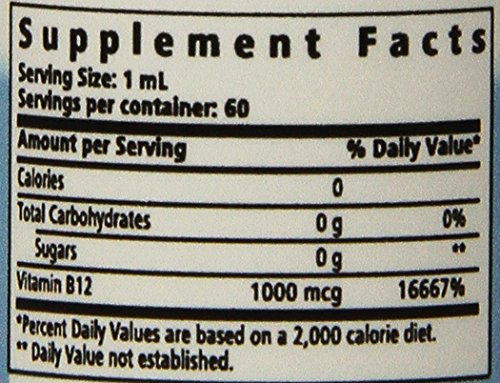 Supplement Facts
Serving Size: 1 mL
Servings per container: 60
Amount per Serving % Daily Value*
Calories 0
Total Carbohydrates 0 g 0%
Sugars 0 g **
Vitamin B12 1000 mcg 16667%
*Percent Daily Values are based on a 2,000 calorie diet.
** Daily Value not established.